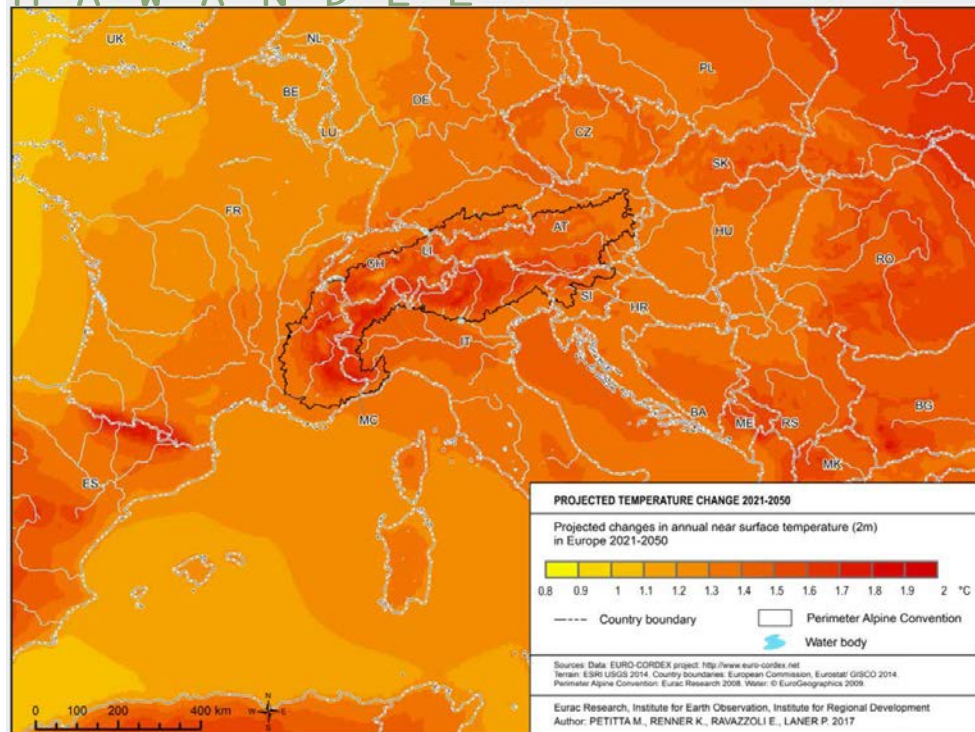 HAWANDEL
UK
NL
PL
BE
DE
LU
CZ
SK
FR
AT
LI
HU
CH
RO
SI
HR
IT
BA
BG
MC
ME
RS
MK
ES
PROJECTED TEMPERATURE CHANGE 2021-2050
Projected changes in annual near surface temperature (2m)
in Europe 2021-2050
0.8 0.9 1 1.1 1.2 1.3 1.4 1.5 1.6 1.7 1.8 1.9 2 °C
Country boundary
Perimeter Alpine Convention
Water body
Sources: Data: EURO-CORDEX project: http://www.euro-cordex.net
Terrain: ESRI USGS 2014. Country boundaries: European Commission, Eurostat/ GISCO 2014.
Perimeter Alpine Convention: Eurac Research 2008. Water: © EuroGeographics 2009.
Eurac Research, Institute for Earth Observation, Institute for Regional Development
Author: PETITTA M., RENNER K., RAVAZZOLI E., LANER P. 2017
N
W E
S
0 100 200 400 km